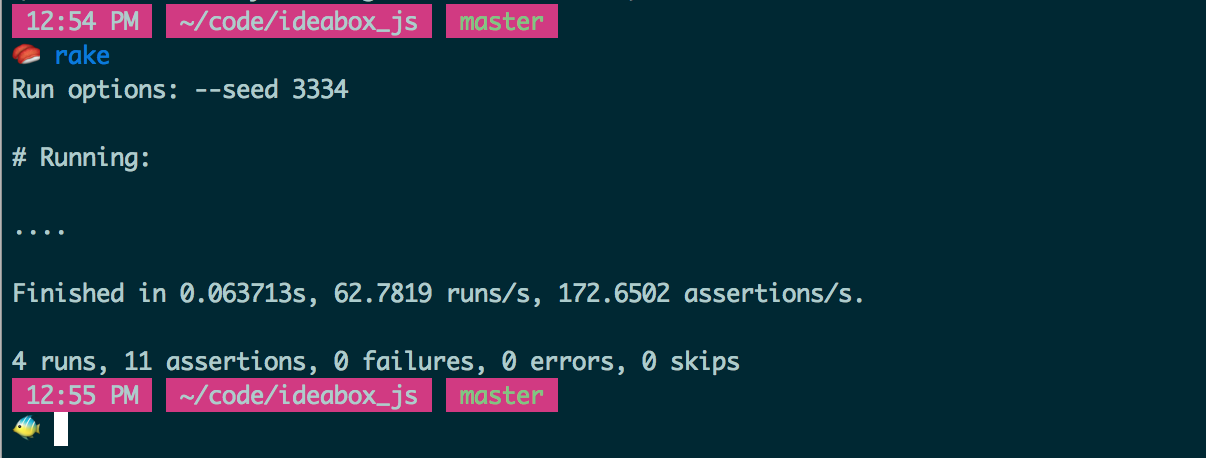 12:54 PM ~/code/ideabox_js master
🍣 rake
Run options: --seed 3334
# Running:
....
Finished in 0.063713s, 62.7819 runs/s, 172.6502 assertions/s.
4 runs, 11 assertions, 0 failures, 0 errors, 0 skips
12:55 PM ~/code/ideabox_js master
🐠